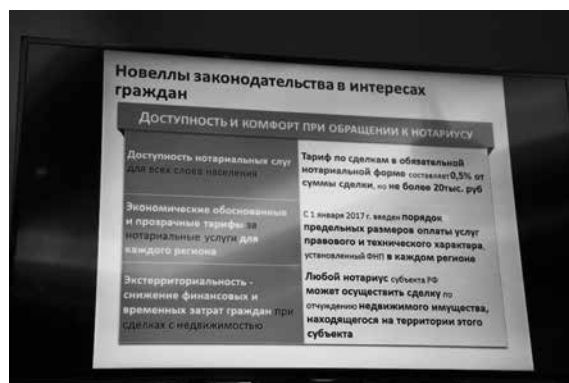 Новеллы законодательства в интересах
граждан
ДОСТУПНОСТЬ И КОМФОРТ ПРИ ОБРАЩЕНИИ К НОТАРИУСУ
Доступность нотариальных слуг
для всех слоев населения
Тариф по сделкам в обязательной
нотариальной форме составляет 0,5% от
суммы сделки, но не более 20тыс. руб
Экономические обоснованные
и прозрачные тарифы за
нотариальные услуги для
каждого региона
С 1 января 2017 г. введен порядок
предельных размеров оплаты услуг
правового и технического характера,
установленный ФНП в каждом регионе
Экстерриториальность -
снижение финансовых и
временных затрат граждан при
сделках с недвижимостью
Любой нотариус субъекта РФ
может осуществить сделку по
отчуждению недвижимого имущества,
находящегося на территории этого
субъекта